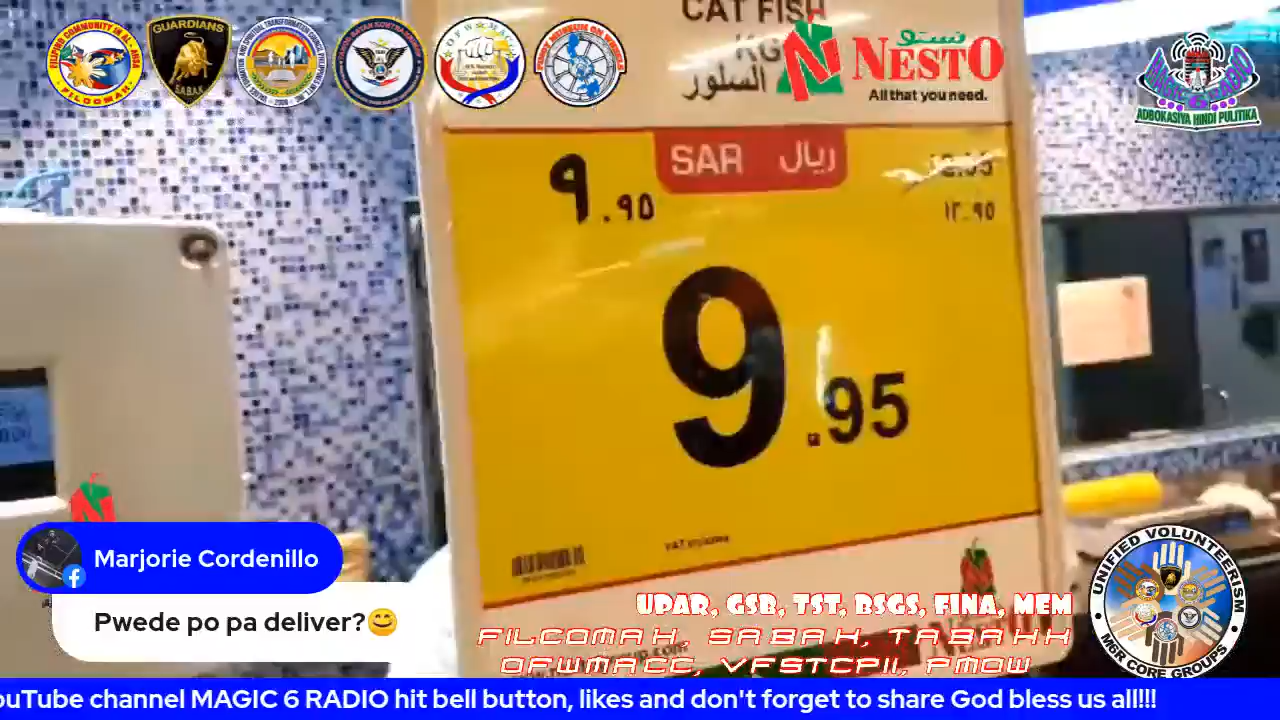 CAT FISH
KG
السلور
نستو
NESTO
All that you need.
SAR ريال
9.90
١٢.٩٥
9.95
GUARDIANS
SABAK
FILCOMAH
ADBOKASIYA HINDI PULITIKA
Marjorie Cordenillo
Pwede po pa deliver?😊
UPAR, GSB, TST, BSGS, FINA, MEM
FILCOMAH, SABAK, TABAKK
OFWMACC, VFSTCPII, PMOW
UNIFIED VOLUNTEERISM
M6R CORE GROUPS
ouTube channel MAGIC 6 RADIO hit bell button, likes and don't forget to share God bless us all!!!